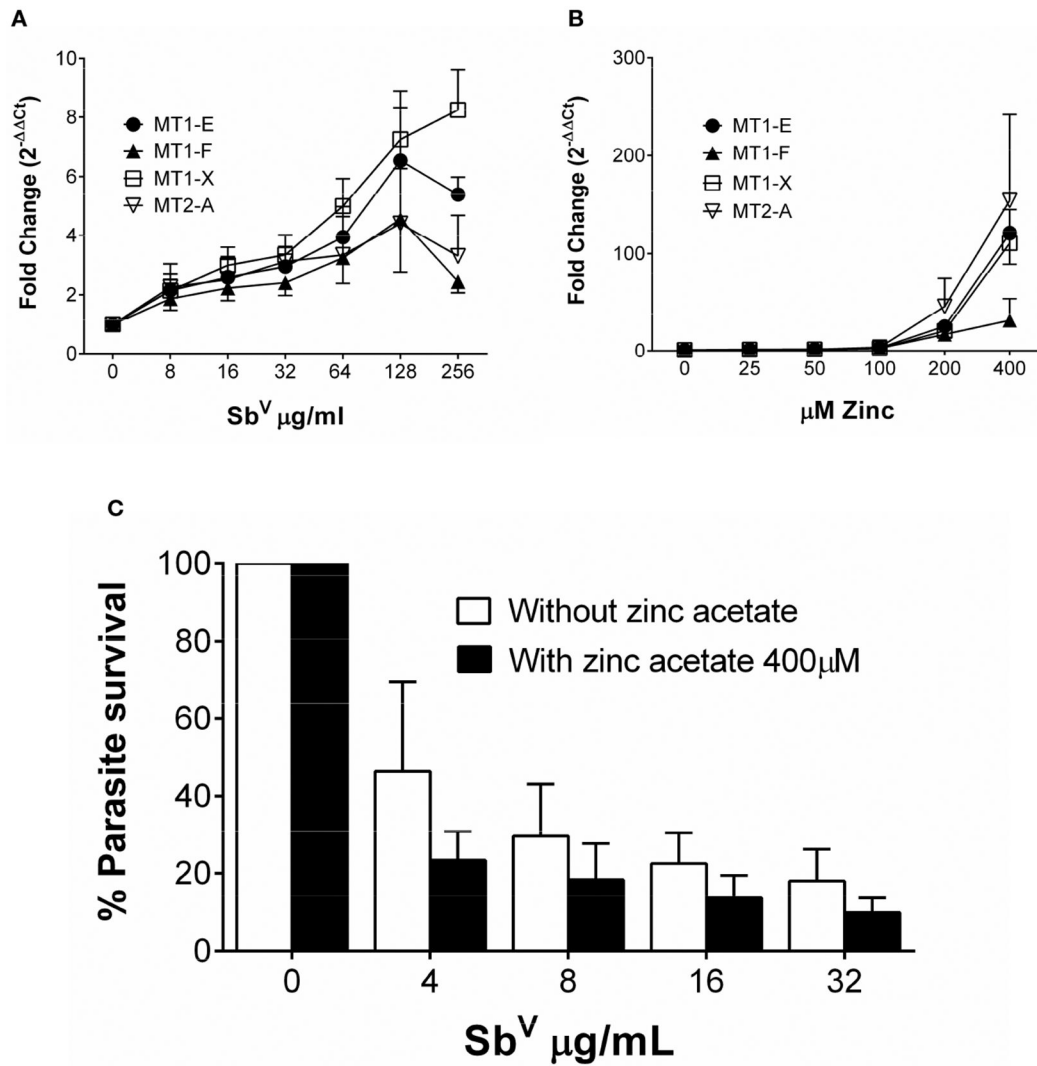 A
Fold Change (2^-ΔΔCt)
10
8
6
4
2
0
MT1-E
MT1-F
MT1-X
MT2-A
0 8 16 32 64 128 256
Sb^V µg/ml
B
Fold Change (2^-ΔΔCt)
300
200
100
0
MT1-E
MT1-F
MT1-X
MT2-A
0 25 50 100 200 400
µM Zinc
C
% Parasite survival
100
80
60
40
20
0
Without zinc acetate
With zinc acetate 400µM
0 4 8 16 32
Sb^V µg/mL